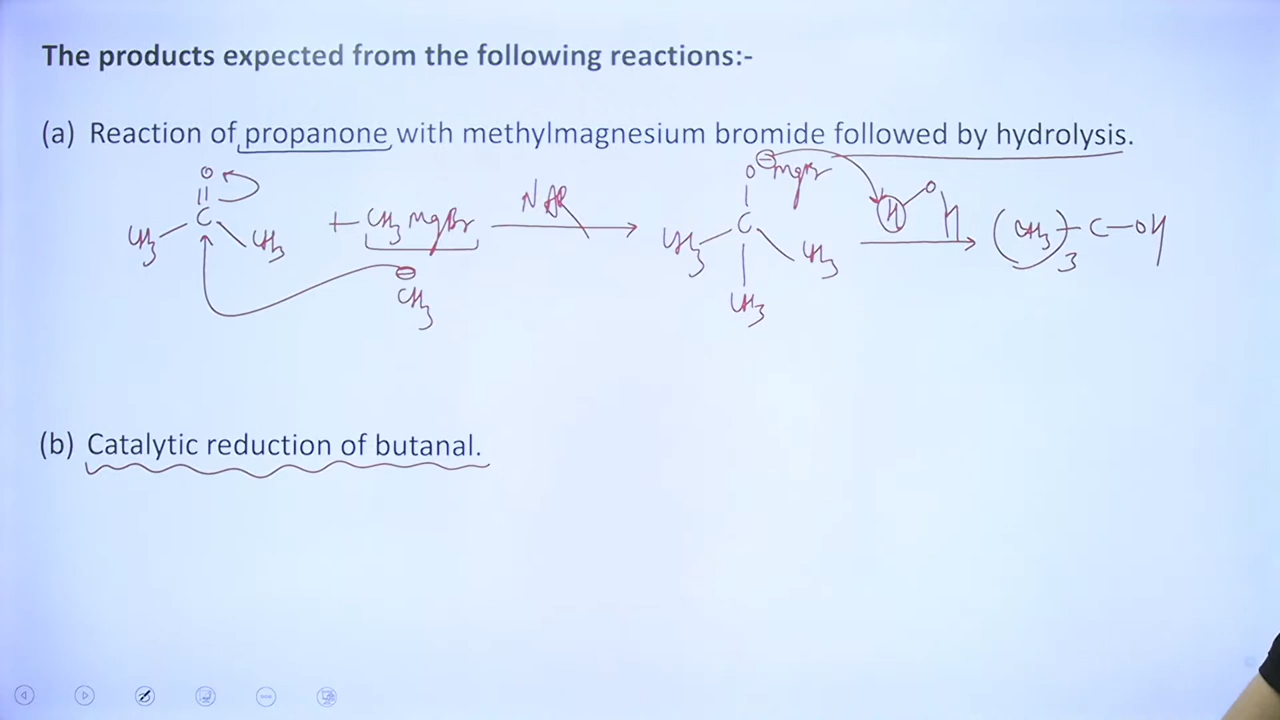 The products expected from the following reactions:-
(a) Reaction of propanone with methylmagnesium bromide followed by hydrolysis.
O
||
C
CH3
CH3
+ CH3MgBr
⊖
CH3
NAR
O⊖MgBr
C
CH3
CH3
CH3
H O H
(CH3)3-C-OH
(b) Catalytic reduction of butanal.